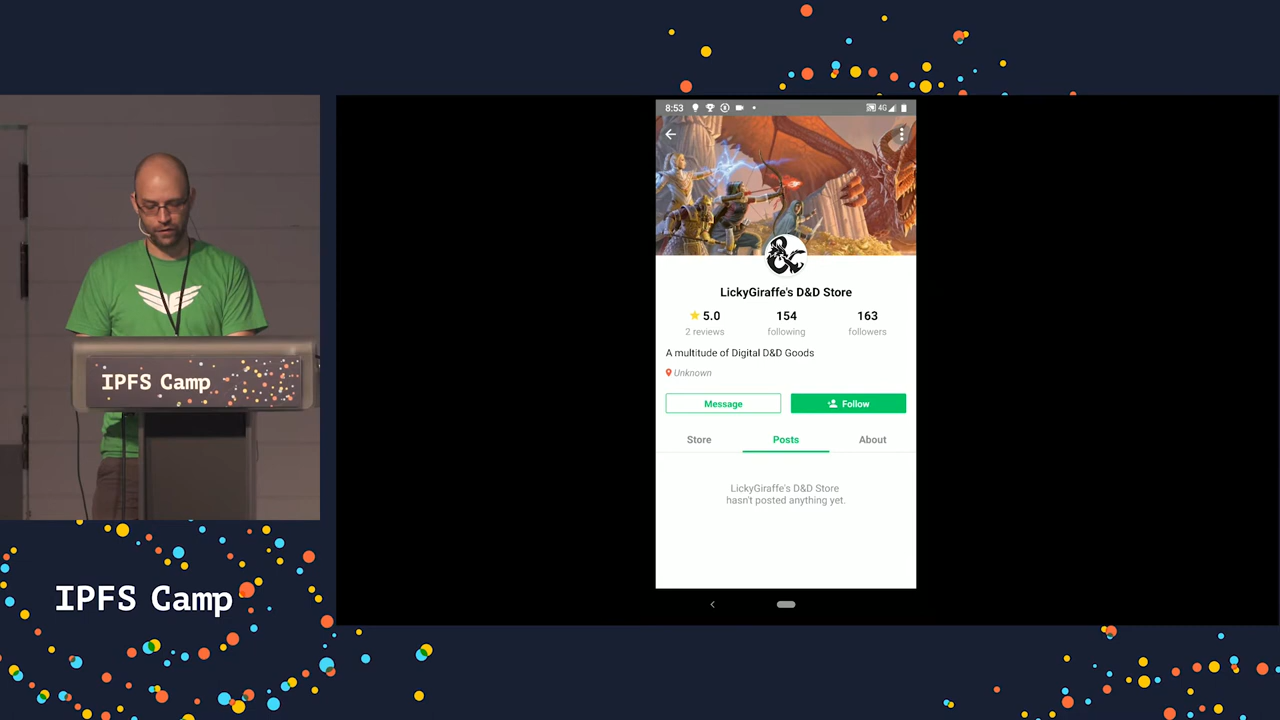 8:53
4G
LickyGiraffe's D&D Store
5.0
154
163
2 reviews
following
followers
A multitude of Digital D&D Goods
Unknown
Message
Follow
Store
Posts
About
LickyGiraffe's D&D Store
hasn't posted anything yet.
IPFS Camp
IPFS Camp